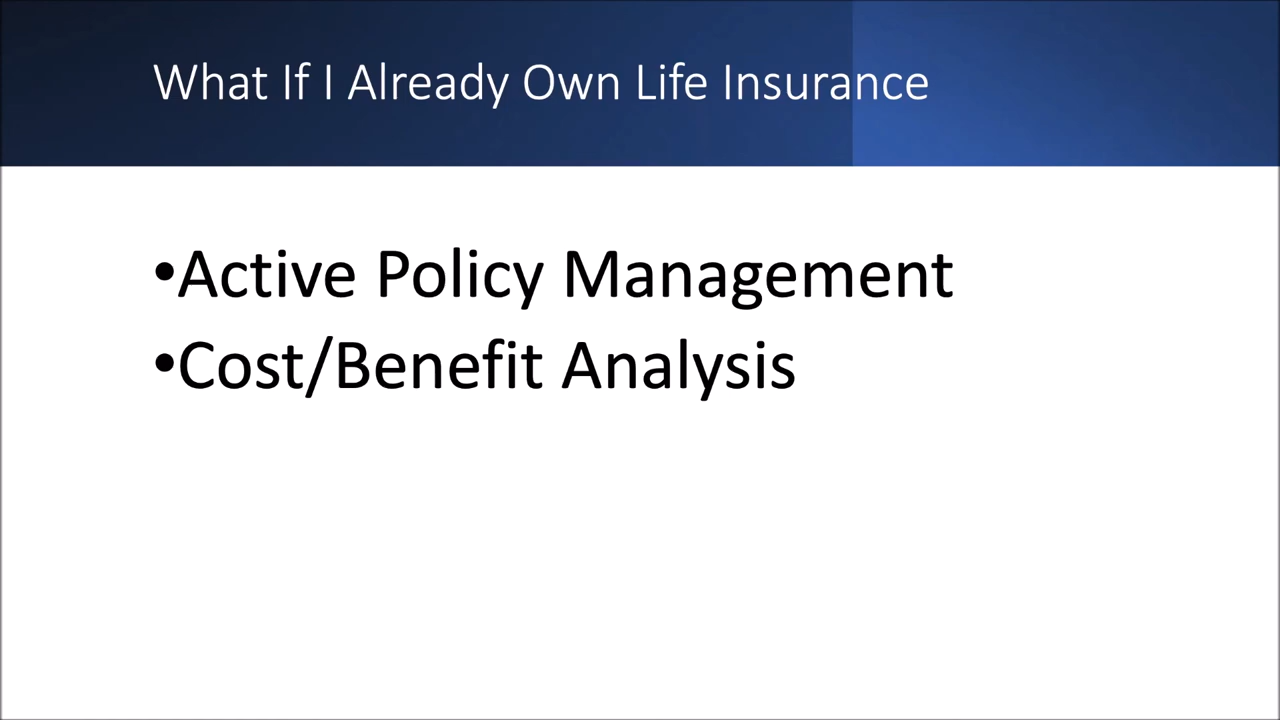 What If I Already Own Life Insurance
•Active Policy Management
•Cost/Benefit Analysis